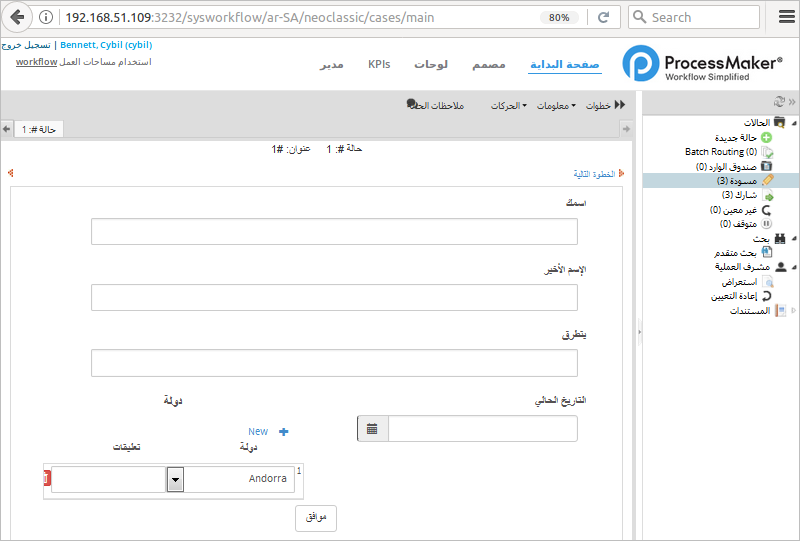 192.168.51.109:3232/sysworkflow/ar-SA/neoclassic/cases/main
80%
Search
Bennett, Cybil (cybil) | تسجيل خروج
استخدام مساحات العمل workflow
صفحة البداية
مصمم
لوحات
KPIs
مدير
ProcessMaker®
Workflow Simplified
خطوات
معلومات
الحركات
ملاحظات الحالة
حالة #: 1
حالة #: 1 عنوان: #1
الخطوة التالية
اسمك
الإسم الأخير
يتطرق
التاريخ الحالي
دولة
New
دولة
تعليقات
1
Andorra
موافق
الحالات
حالة جديدة
Batch Routing (0)
صندوق الوارد (0)
مسودة (3)
شارك (3)
غير معين (0)
متوقف (0)
بحث
بحث متقدم
مشرف العملية
استعراض
إعادة التعيين
المستندات